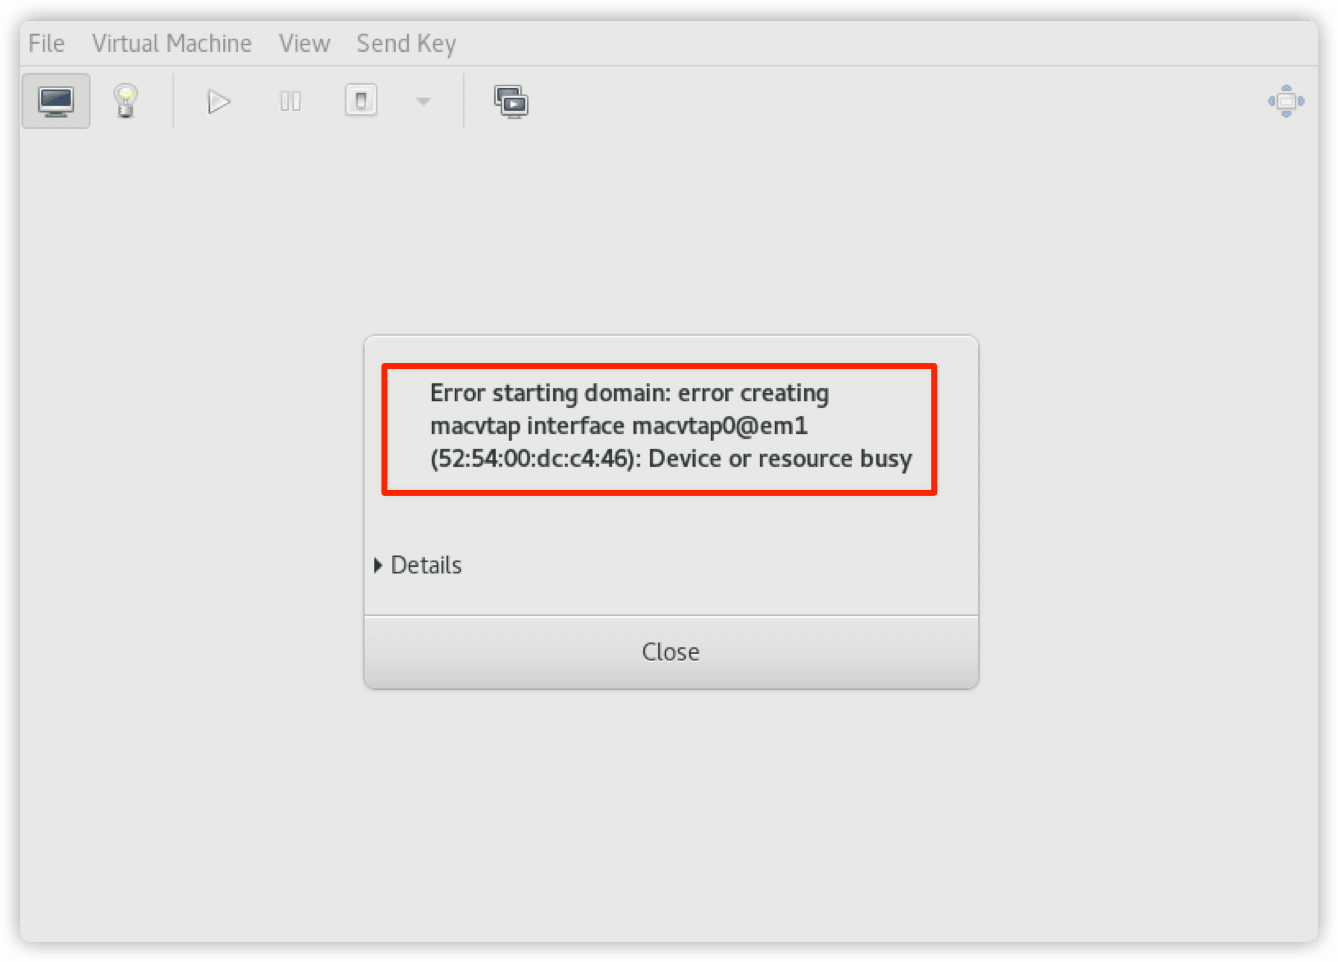 File Virtual Machine View Send Key
Error starting domain: error creating
macvtap interface macvtap0@em1
(52:54:00:dc:c4:46): Device or resource busy
Details
Close